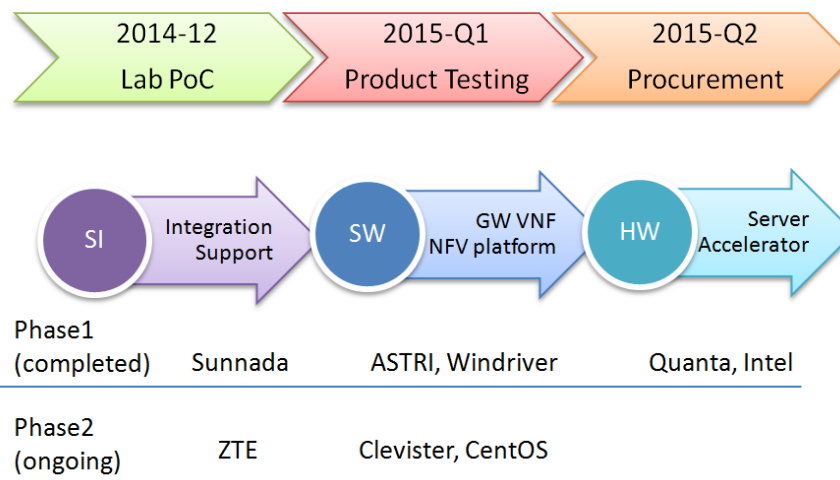 2014-12
Lab PoC
2015-Q1
Product Testing
2015-Q2
Procurement
SI
Integration
Support
SW
GW VNF
NFV platform
HW
Server
Accelerator
Phase1
(completed)
Sunnada
ASTRI, Windriver
Quanta, Intel
Phase2
(ongoing)
ZTE
Clevister, CentOS